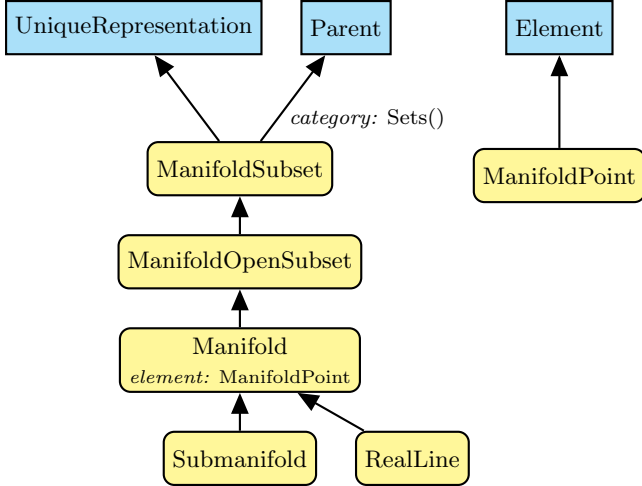 UniqueRepresentation
Parent
Element
category: Sets()
ManifoldSubset
ManifoldPoint
ManifoldOpenSubset
Manifold
element: ManifoldPoint
Submanifold
RealLine